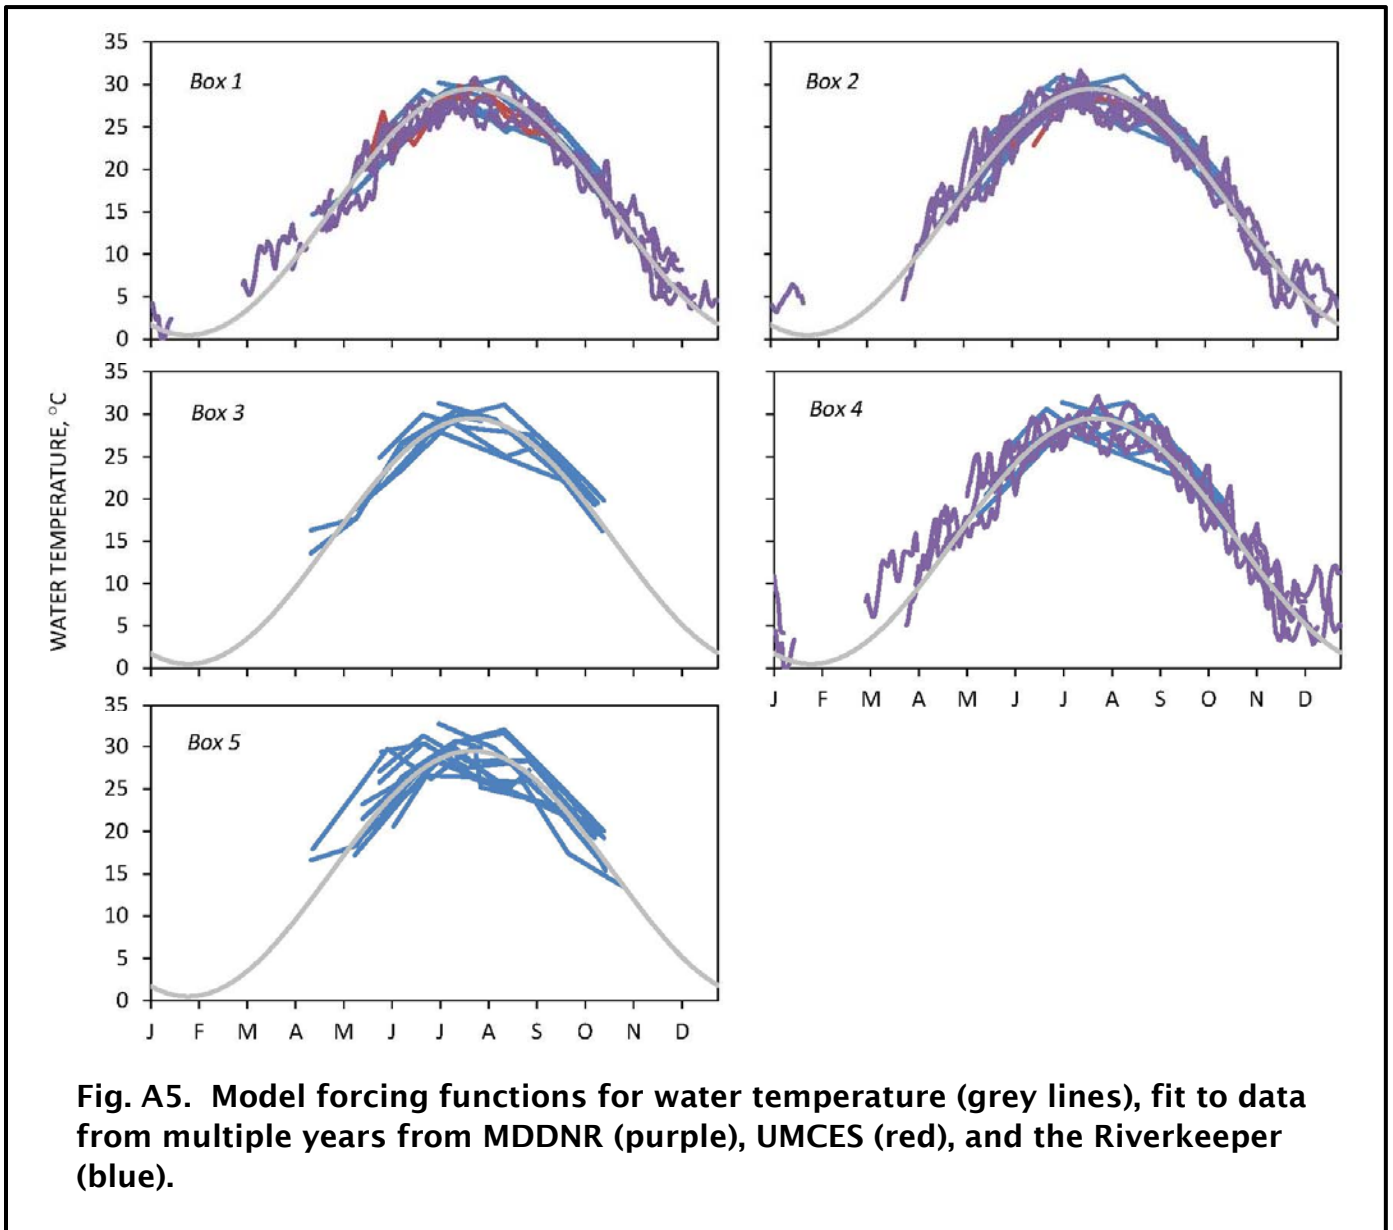 35
30
25
20
15
10
5
0
Box 1
Box 2
35
30
25
20
15
10
5
0
Box 3
Box 4
J F M A M J J A S O N D
WATER TEMPERATURE, °C
35
30
25
20
15
10
5
0
Box 5
J F M A M J J A S O N D
Fig. A5. Model forcing functions for water temperature (grey lines), fit to data
from multiple years from MDDNR (purple), UMCES (red), and the Riverkeeper
(blue).